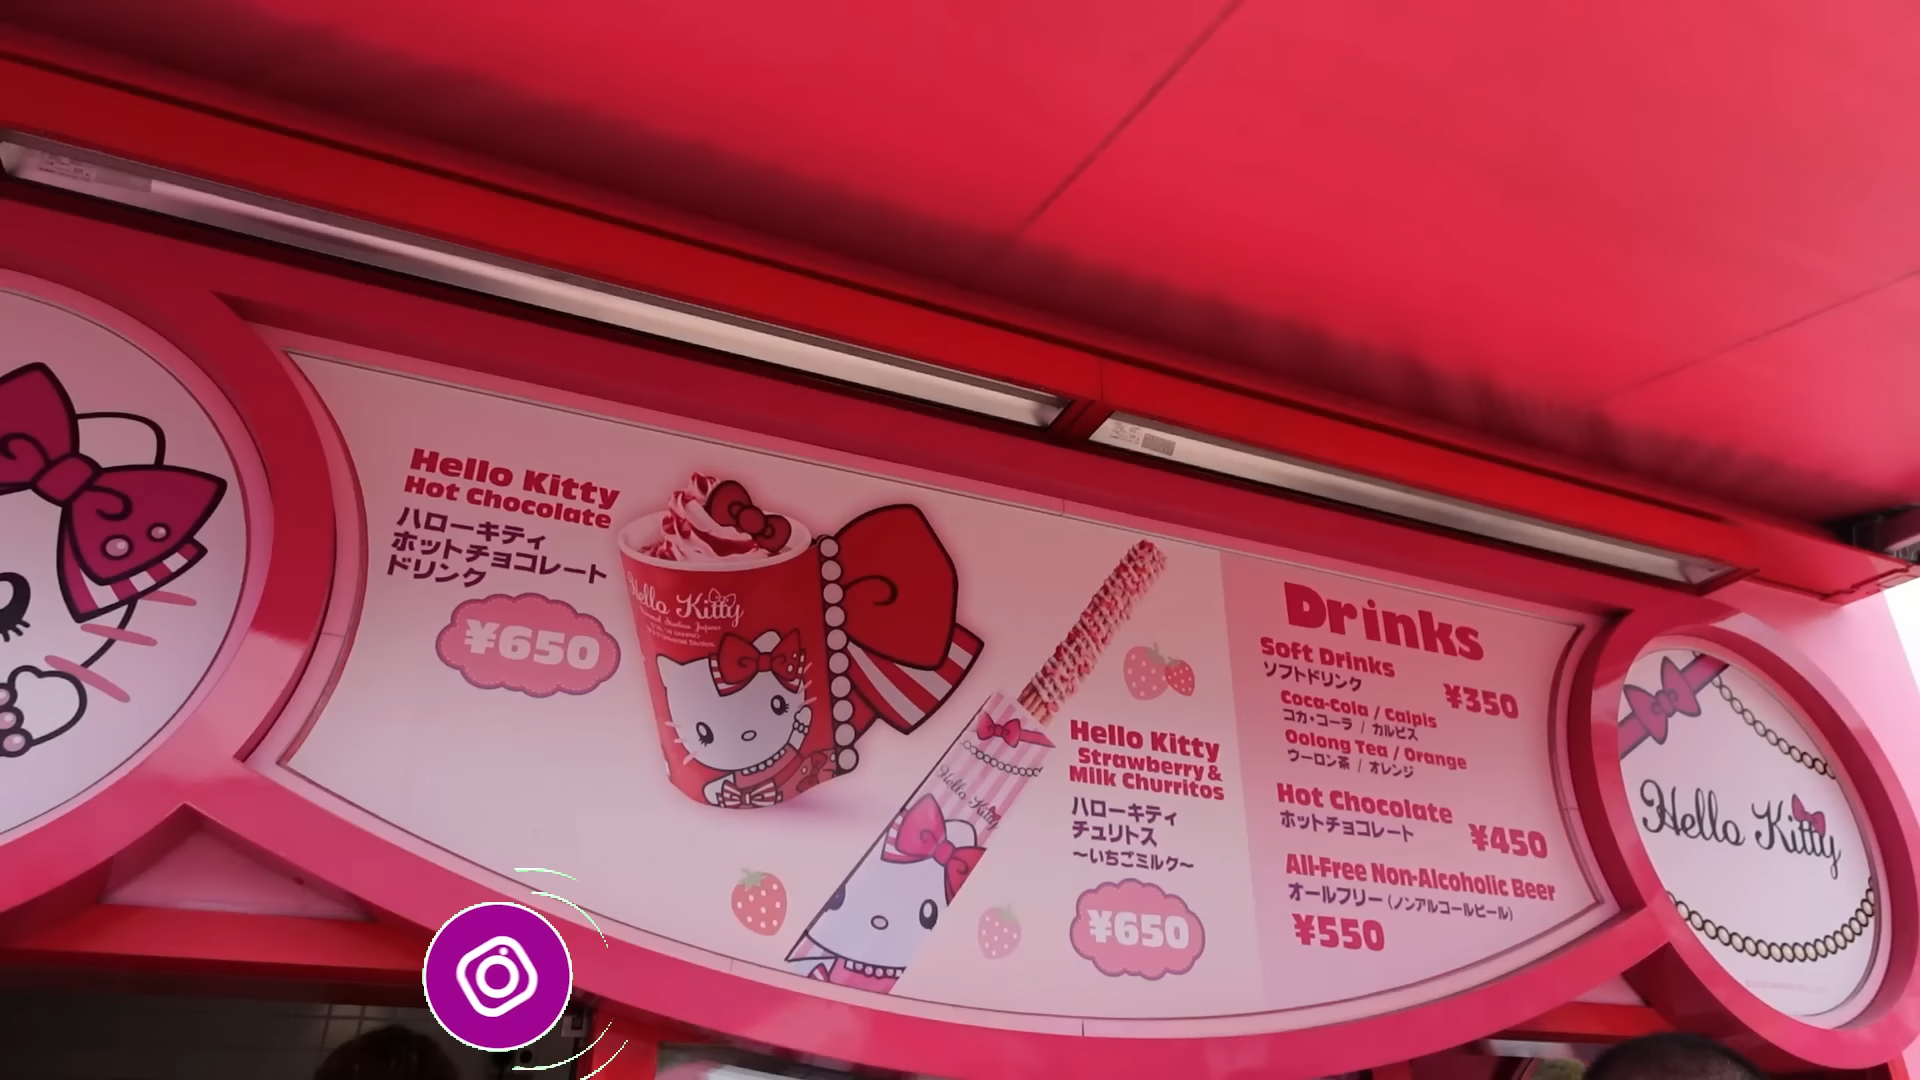 Hello Kitty
Hot Chocolate
ハローキティ
ホットチョコレート
ドリンク
¥650
Hello Kitty
Hello Kitty
Hello Kitty
Strawberry &
Milk Churritos
ハローキティ
チュリトス
〜いちごミルク〜
¥650
Drinks
Soft Drinks
ソフトドリンク
¥350
Coca-Cola / Calpis
コカ・コーラ / カルピス
Oolong Tea / Orange
ウーロン茶 / オレンジ
Hot Chocolate
ホットチョコレート
¥450
All-Free Non-Alcoholic Beer
オールフリー (ノンアルコールビール)
¥550
Hello Kitty